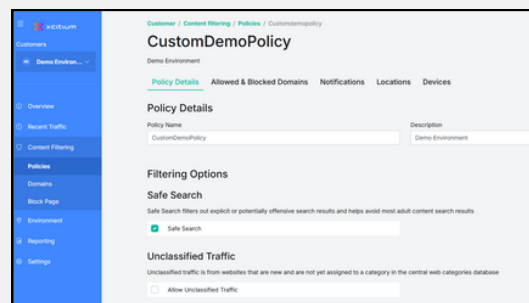 xcitium
Customers
Demo Environ...
Overview
Recent Traffic
Content Filtering
Policies
Domains
Block Page
Environment
Reporting
Settings
Customer / Content filtering / Policies / Customdemopolicy
CustomDemoPolicy
Demo Environment
Policy Details Allowed & Blocked Domains Notifications Locations Devices
Policy Details
Policy Name Description
CustomDemoPolicy Demo Environment
Filtering Options
Safe Search
Safe Search filters out explicit or potentially offensive search results and helps avoid most adult content search results
Safe Search
Unclassified Traffic
Unclassified traffic is from websites that are new and are not yet assigned to a category in the central web categories database
Allow Unclassified Traffic